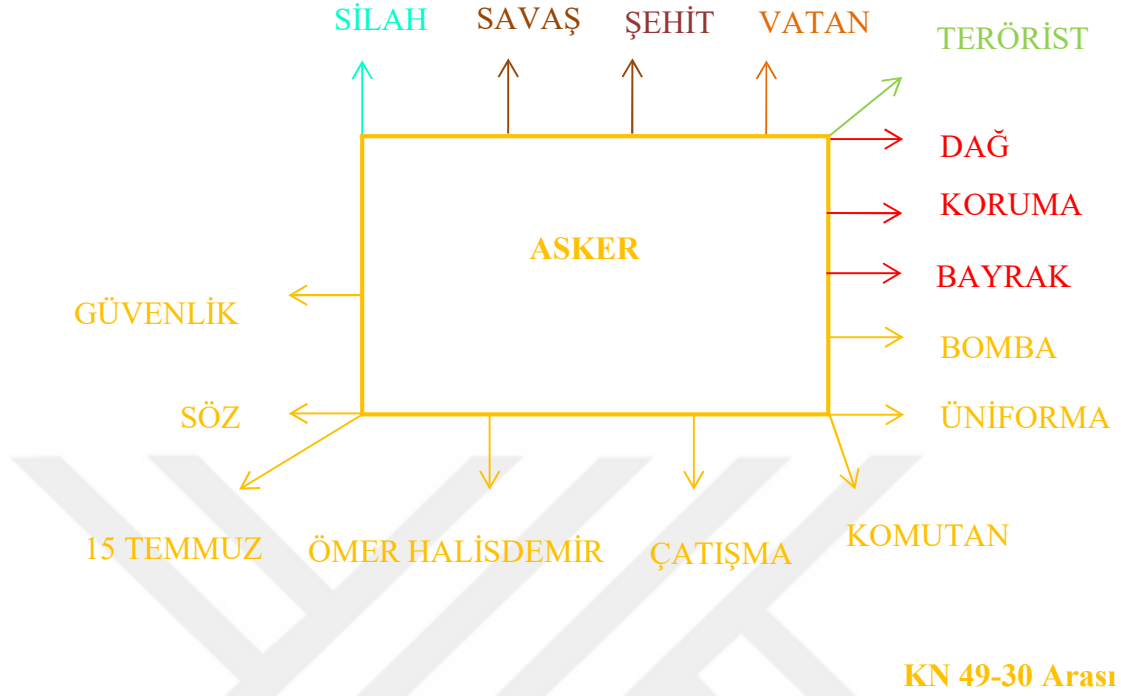 SİLAH
SAVAŞ
ŞEHİT
VATAN
TERÖRİST
DAĞ
KORUMA
ASKER
BAYRAK
GÜVENLİK
BOMBA
SÖZ
ÜNİFORMA
15 TEMMUZ
ÖMER HALİSDEMİR
ÇATIŞMA
KOMUTAN
KN 49-30 Arası